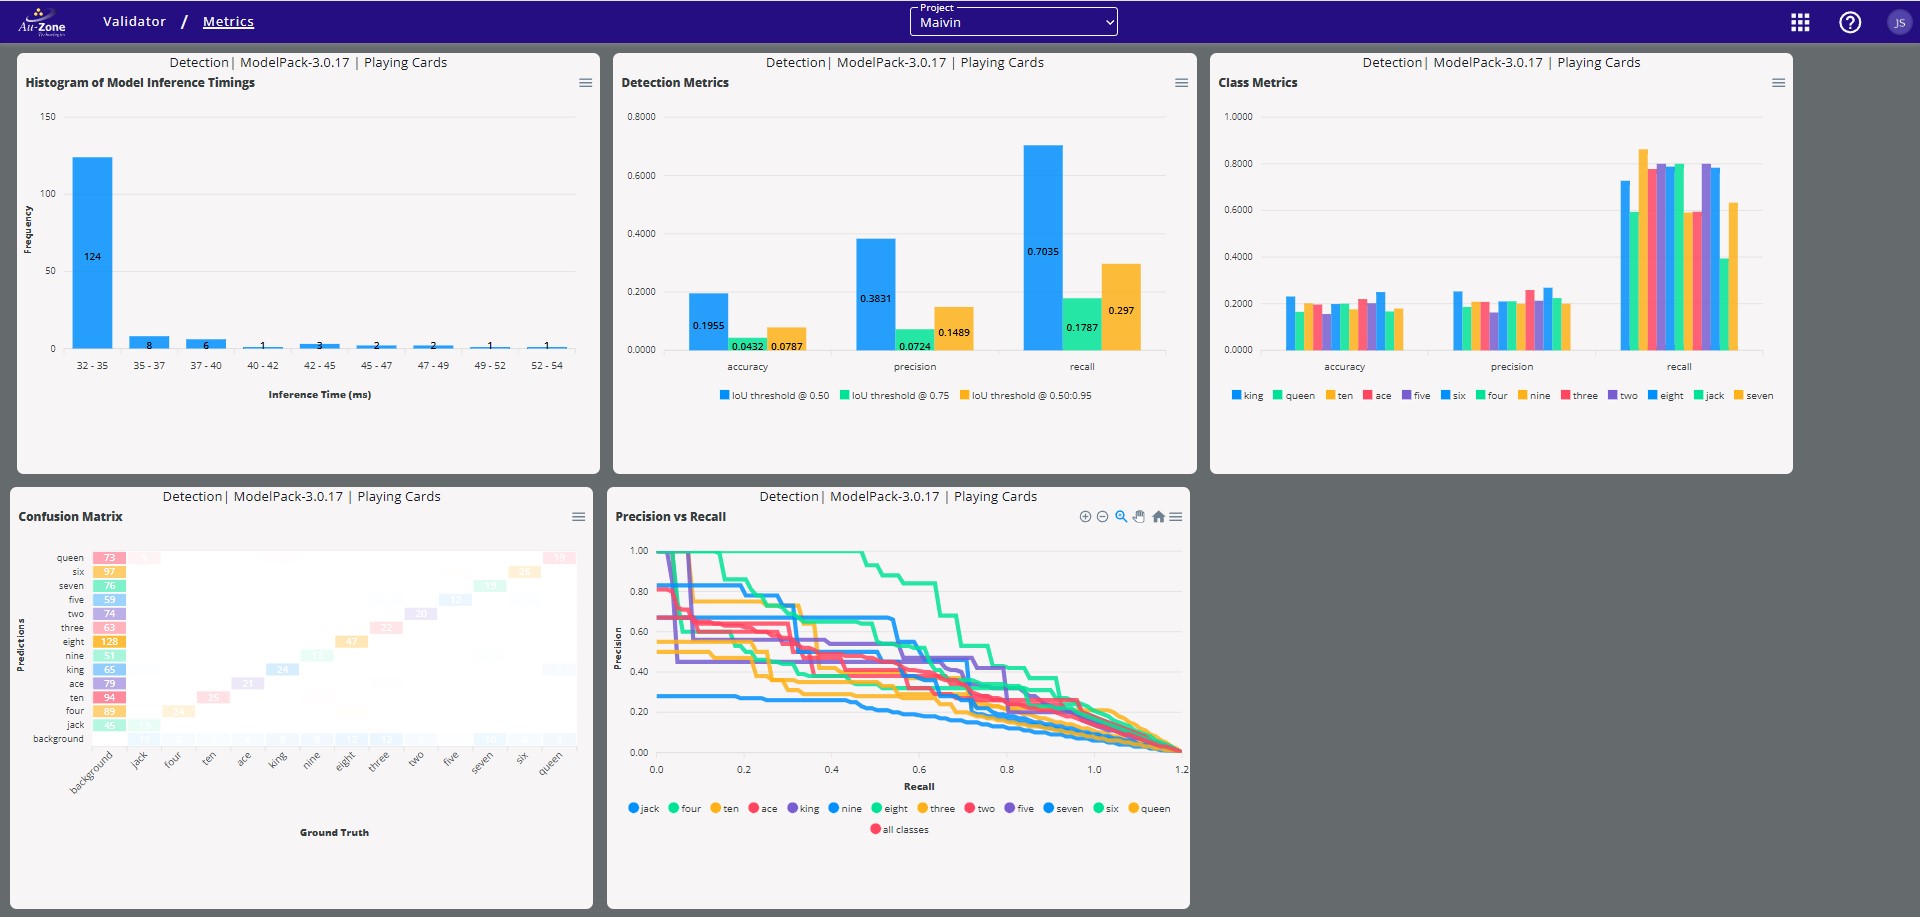 Au-Zone
Technologies
Validator / Metrics
Project
Maivin
JS
Detection| ModelPack-3.0.17 | Playing Cards
Histogram of Model Inference Timings
150
100
50
0
Frequency
124
8
6
1
3
2
2
1
1
32 - 35 35 - 37 37 - 40 40 - 42 42 - 45 45 - 47 47 - 49 49 - 52 52 - 54
Inference Time (ms)
Detection| ModelPack-3.0.17 | Playing Cards
Detection Metrics
0.8000
0.6000
0.4000
0.2000
0.0000
0.1955
0.0432
0.0787
0.3831
0.0724
0.1489
0.7035
0.1787
0.297
accuracy precision recall
IoU threshold @ 0.50 IoU threshold @ 0.75 IoU threshold @ 0.50:0.95
Detection| ModelPack-3.0.17 | Playing Cards
Class Metrics
1.0000
0.8000
0.6000
0.4000
0.2000
0.0000
accuracy precision recall
king queen ten ace five six four nine three two eight jack seven
Detection| ModelPack-3.0.17 | Playing Cards
Confusion Matrix
Predictions
queen 73
six 97
seven 76 19
five 59 12
two 74 20
three 63 22
eight 128 47
nine 51
king 65 24
ace 79 21
ten 94 25
four 89
jack 45
background
background jack four ten ace king nine eight three two five seven six queen
Ground Truth
Detection| ModelPack-3.0.17 | Playing Cards
Precision vs Recall
1.00
0.80
0.60
0.40
0.20
0.00
Precision
0.0 0.2 0.4 0.6 0.8 1.0 1.2
Recall
jack four ten ace king nine eight three two five seven six queen
all classes